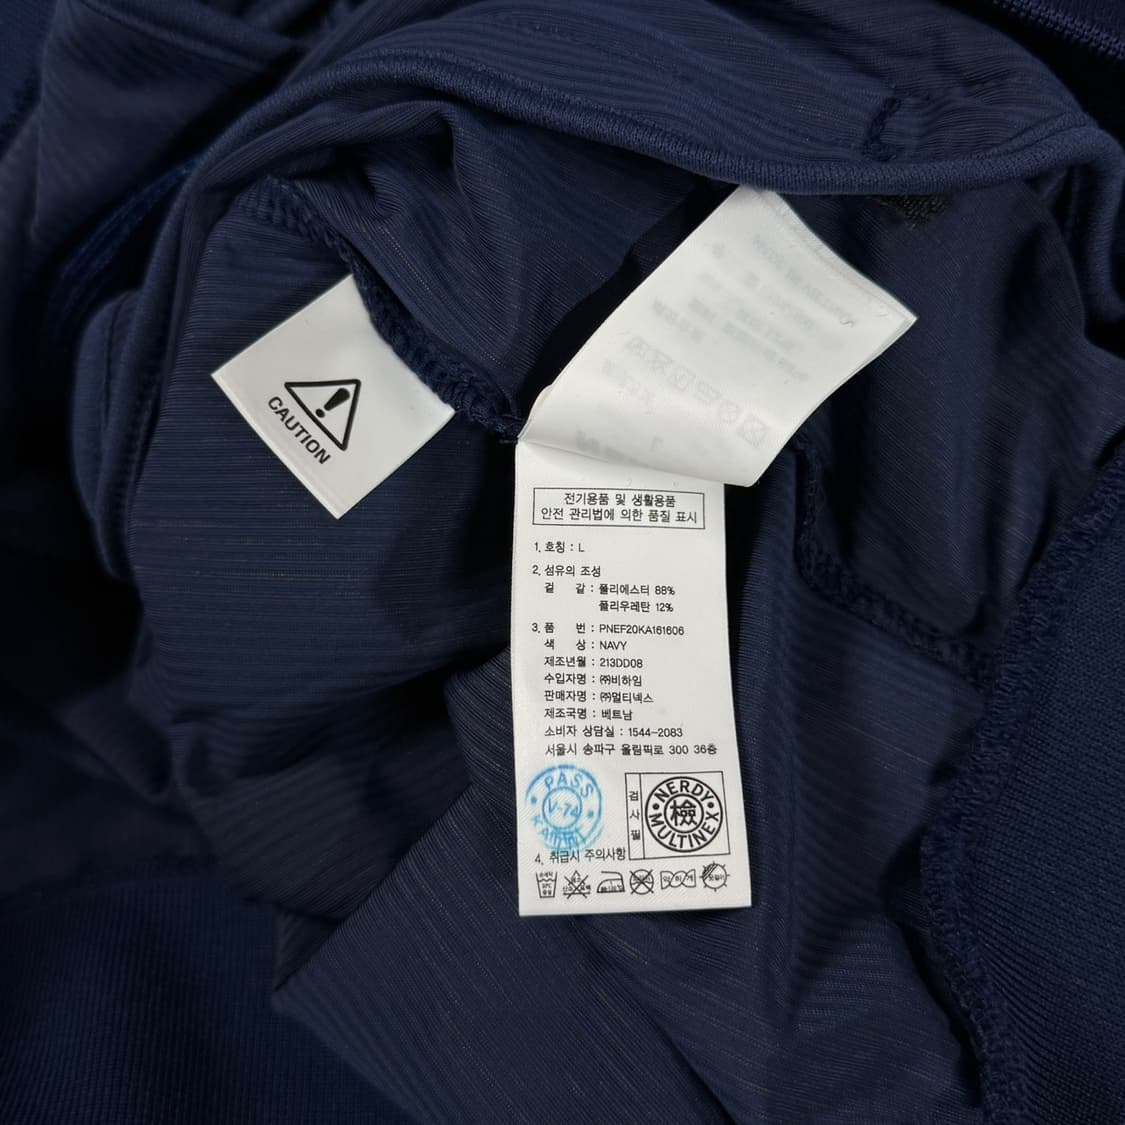 CAUTION
전기용품 및 생활용품
안전 관리법에 의한 품질 표시
1. 호칭 : L
2. 섬유의 조성
겉 감 : 폴리에스터 88%
폴리우레탄 12%
3. 품 번 : PNEF20KA161606
색 상 : NAVY
제조년월 : 213DD08
수입자명 : ㈜비하임
판매자명 : ㈜멀티넥스
제조국명 : 베트남
소비자 상담실 : 1544-2083
서울시 송파구 올림픽로 300 36층
PASS
V-74
검사필
NERDY
檢
MULTINEX
4. 취급시 주의사항
약하게